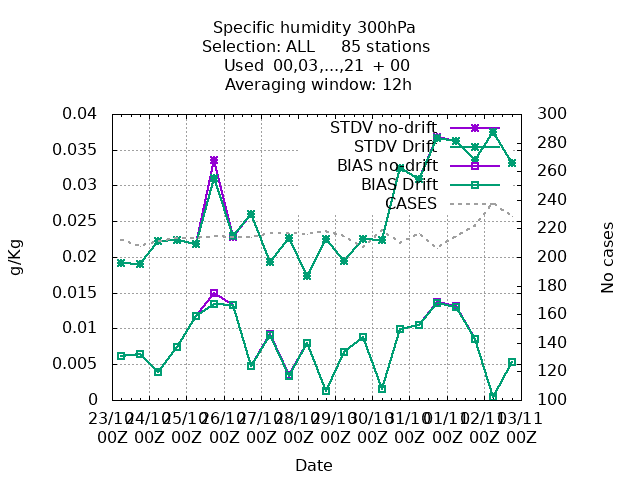 Specific humidity 300hPa
Selection: ALL     85 stations
Used  00,03,...,21  + 00
Averaging window: 12h
0.04
0.035
0.03
0.025
0.02
0.015
0.01
0.005
0
g/Kg
STDV no-drift
STDV Drift
BIAS no-drift
BIAS Drift
CASES
300
280
260
240
220
200
180
160
140
120
100
No cases
23/10 24/10 25/10 26/10 27/10 28/10 29/10 30/10 31/10 01/11 02/11 03/11
00Z 00Z 00Z 00Z 00Z 00Z 00Z 00Z 00Z 00Z 00Z 00Z
Date